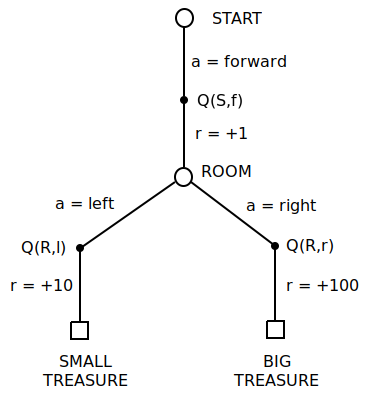 START
a = forward
Q(S,f)
r = +1
ROOM
a = left
a = right
Q(R,l)
Q(R,r)
r = +10
r = +100
SMALL
TREASURE
BIG
TREASURE